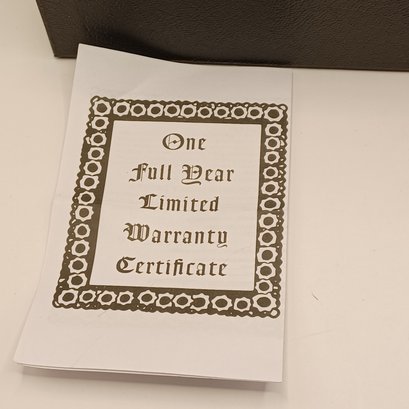 One
Full Year
Limited
Warranty
Certificate